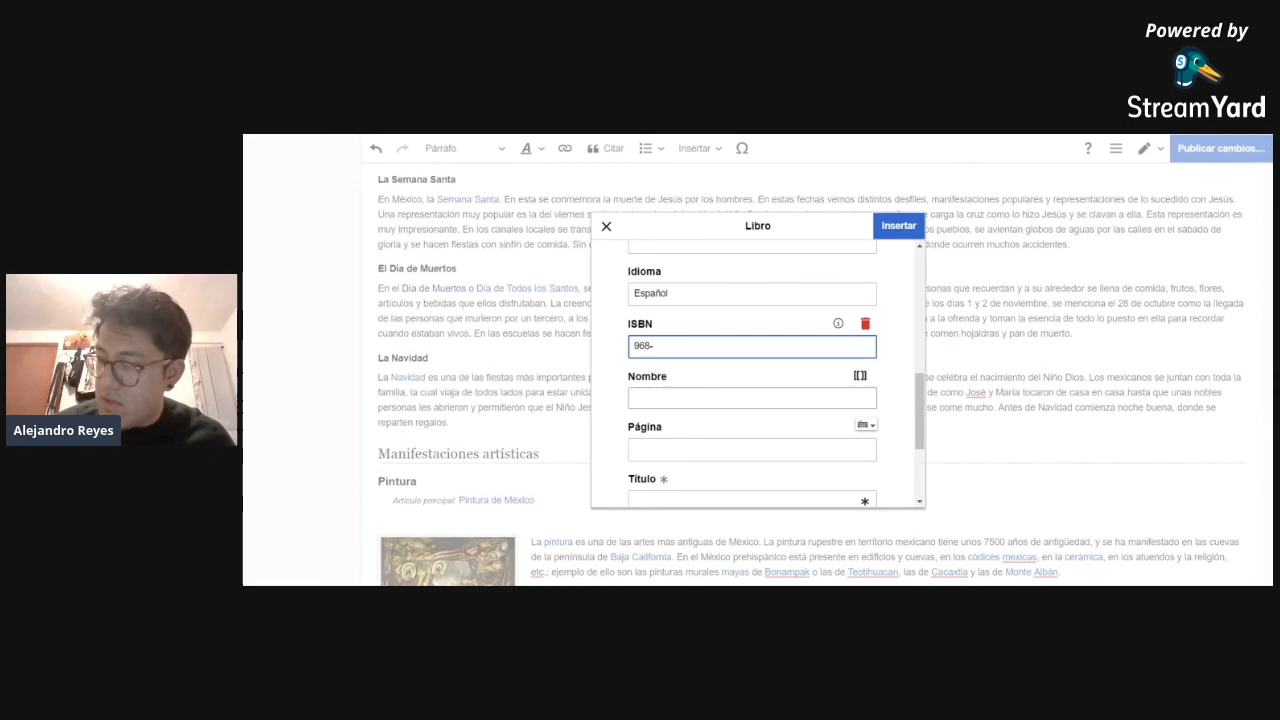 Powered by
StreamYard
Párrafo
A
Citar
Insertar
Ω
?
Publicar cambios...
La Semana Santa
En México, la Semana Santa. En esta se conmemora la muerte de Jesús por los hombres. En estas fechas vemos distintos desfiles, manifestaciones populares y representaciones de lo sucedido con Jesús.
Una representación muy popular es la del viernes s carga la cruz como lo hizo Jesús y se clavan a ella. Esta representación es
muy Impresionante. En los canales locales se trans os pueblos, se avientan globos de aguas por las calles en el sábado de
gloria y se hacen fiestas con sinfín de comida. Sin donde ocurren muchos accidentes.
El Día de Muertos
En el Día de Muertos o Día de Todos los Santos, se sonas que recuerdan y a su alrededor se llena de comida, frutos, flores,
artículos y bebidas que ellos disfrutaban. La creenc e los días 1 y 2 de noviembre, se menciona el 28 de octubre como la llegada
de las personas que murieron por un tercero, a los a la ofrenda y toman la esencia de todo lo puesto en ella para recordar
cuando estaban vivos. En las escuelas se hacen fe comen hojaldras y pan de muerto.
La Navidad
La Navidad es una de las fiestas más importantes p se celebra el nacimiento del Niño Dios. Los mexicanos se juntan con toda la
familia, la cual viaja de todos lados para estar unida de como José y María tocaron de casa en casa hasta que unas nobles
personas les abrieron y permitieron que el Niño Jes se come mucho. Antes de Navidad comienza noche buena, donde se
reparten regalos.
Manifestaciones artísticas
Pintura
Artículo principal: Pintura de México
La pintura es una de las artes más antiguas de México. La pintura rupestre en territorio mexicano tiene unos 7500 años de antigüedad, y se ha manifestado en las cuevas
de la península de Baja California. En el México prehispánico está presente en edificios y cuevas, en los códices mexicas, en la cerámica, en los atuendos y la religión,
etc.; ejemplo de ello son las pinturas murales mayas de Bonampak o las de Teotihuacan, las de Cacaxtla y las de Monte Albán.
Libro
Insertar
Idioma
Español
ISBN
968-
Nombre
[[]]
Página
Título *
*
Alejandro Reyes